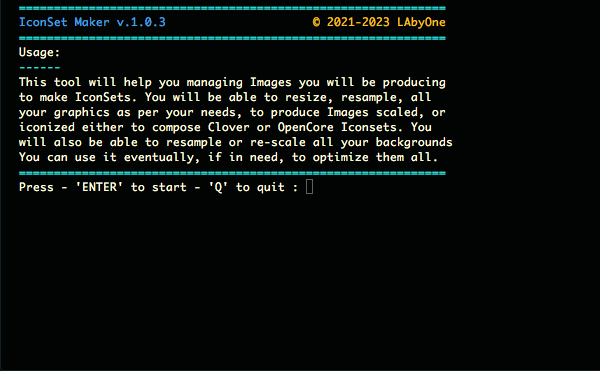 =============================================================
IconSet Maker v.1.0.3 © 2021-2023 LAbyOne
=============================================================
Usage:
------
This tool will help you managing Images you will be producing
to make IconSets. You will be able to resize, resample, all
your graphics as per your needs, to produce Images scaled, or
iconized either to compose Clover or OpenCore Iconsets. You
will also be able to resample or re-scale all your backgrounds
You can use it eventually, if in need, to optimize them all.
=============================================================
Press - 'ENTER' to start - 'Q' to quit :